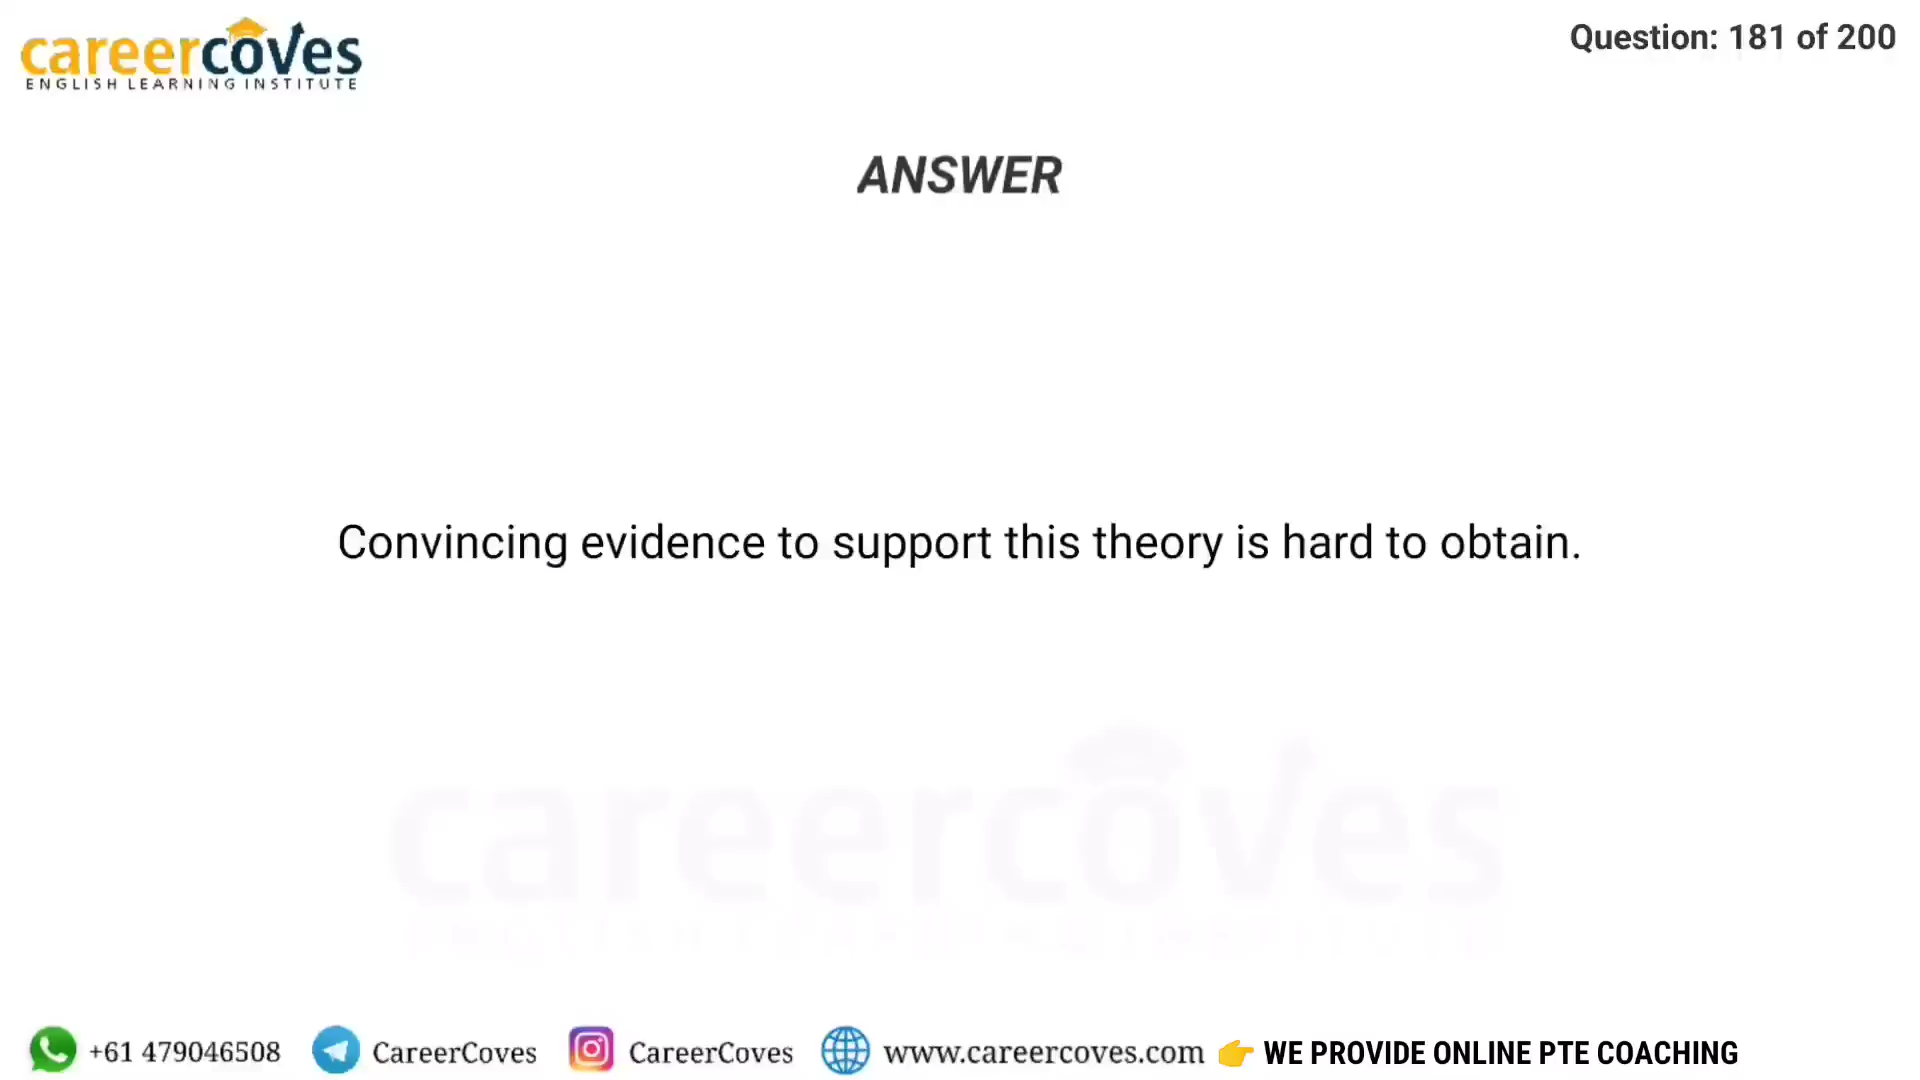 careercoves
ENGLISH LEARNING INSTITUTE
Question: 181 of 200
ANSWER
Convincing evidence to support this theory is hard to obtain.
careercoves
+61 479046508 CareerCoves CareerCoves www.careercoves.com WE PROVIDE ONLINE PTE COACHING